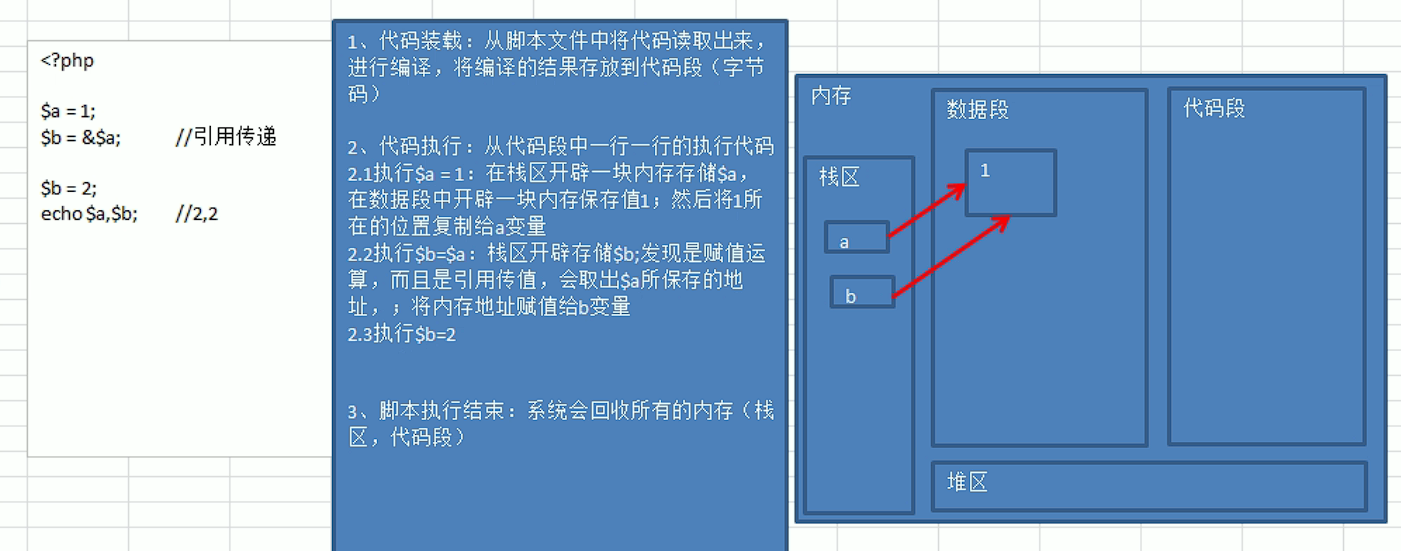 <?php
$a = 1;
$b = &$a; //引用传递
$b = 2;
echo $a,$b; //2,2
1、代码装载：从脚本文件中将代码读取出来，
进行编译，将编译的结果存放到代码段（字节
码）
2、代码执行：从代码段中一行一行的执行代码
2.1执行$a = 1：在栈区开辟一块内存存储$a，
在数据段中开辟一块内存保存值1；然后将1所
在的位置复制给a变量
2.2执行$b=$a：栈区开辟存储$b;发现是赋值运
算，而且是引用传值，会取出$a所保存的地
址，；将内存地址赋值给b变量
2.3执行$b=2
3、脚本执行结束：系统会回收所有的内存（栈
区，代码段）
内存
数据段
代码段
栈区
1
a
b
堆区